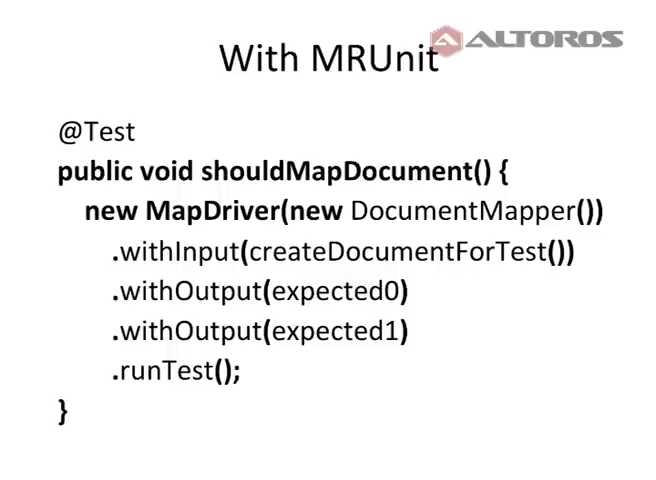 ALTOROS
With MRUnit
@Test
public void shouldMapDocument() {
new MapDriver(new DocumentMapper())
.withInput(createDocumentForTest())
.withOutput(expected0)
.withOutput(expected1)
.runTest();
}